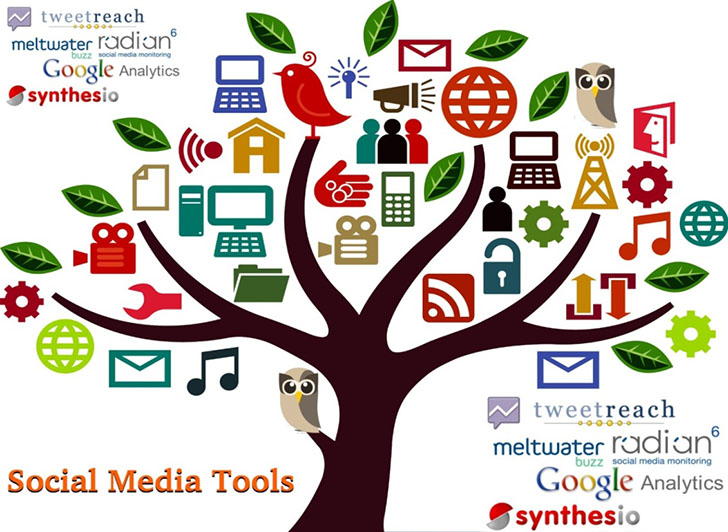 tweetreach
meltwater radian6
buzz social media monitoring
Google Analytics
synthesio
Social Media Tools
tweetreach
meltwater radian6
buzz social media monitoring
Google Analytics
synthesio